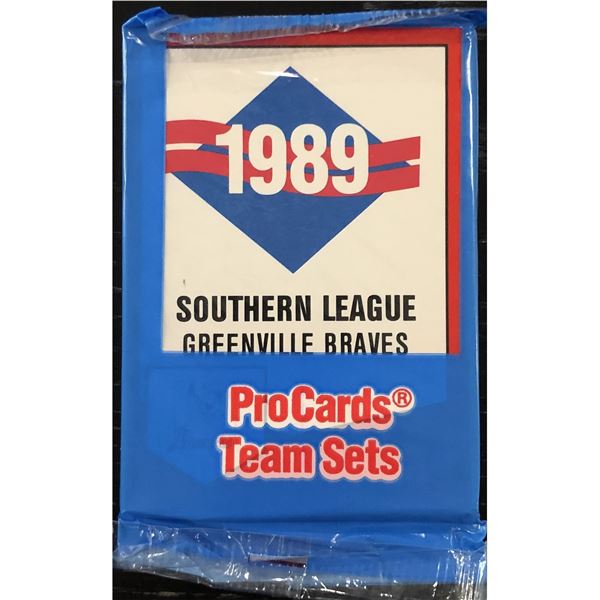 1989
SOUTHERN LEAGUE
GREENVILLE BRAVES
ProCards®
Team Sets